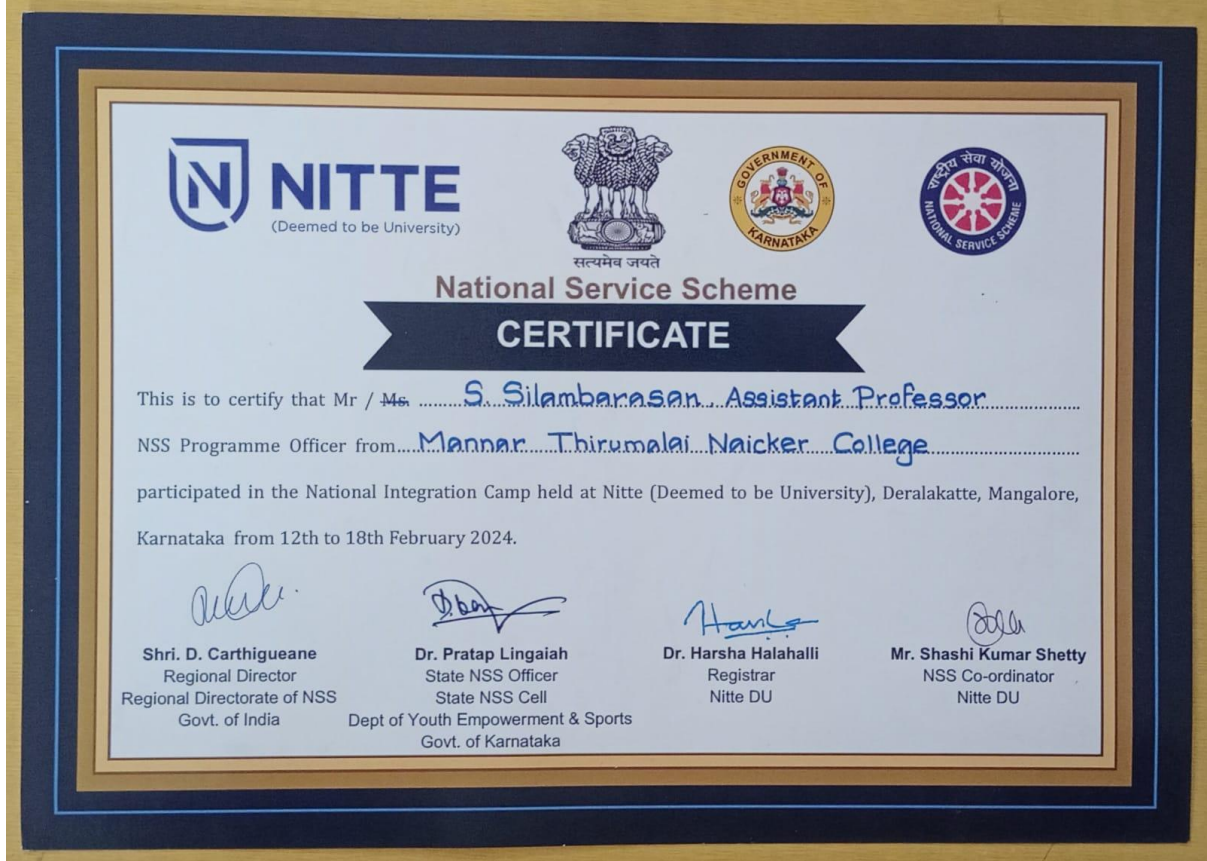 NITTE
(Deemed to be University)
सत्यमेव जयते
GOVERNMENT OF KARNATAKA
राष्ट्रीय सेवा योजना
NATIONAL SERVICE SCHEME
National Service Scheme
CERTIFICATE
This is to certify that Mr / Ms. S. Silambarasan, Assistant Professor
NSS Programme Officer from Mannar Thirumalai Naicker College
participated in the National Integration Camp held at Nitte (Deemed to be University), Deralakatte, Mangalore,
Karnataka from 12th to 18th February 2024.
Shri. D. Carthigueane
Regional Director
Regional Directorate of NSS
Govt. of India
Dr. Pratap Lingaiah
State NSS Officer
State NSS Cell
Dept of Youth Empowerment & Sports
Govt. of Karnataka
Dr. Harsha Halahalli
Registrar
Nitte DU
Mr. Shashi Kumar Shetty
NSS Co-ordinator
Nitte DU